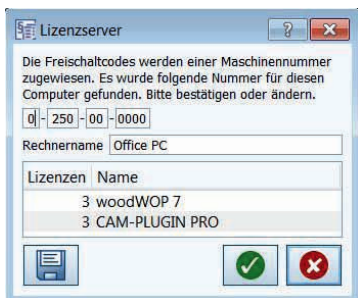 Lizenzserver
Die Freischaltcodes werden einer Maschinennummer
zugewiesen. Es wurde folgende Nummer für diesen
Computer gefunden. Bitte bestätigen oder ändern.
0 - 250 - 00 - 0000
Rechnername Office PC
Lizenzen Name
3 woodWOP 7
3 CAM-PLUGIN PRO